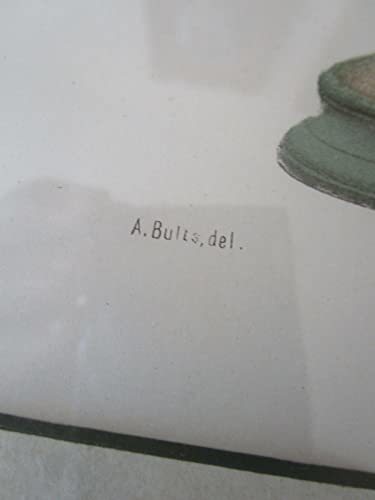 A. Bults, del.